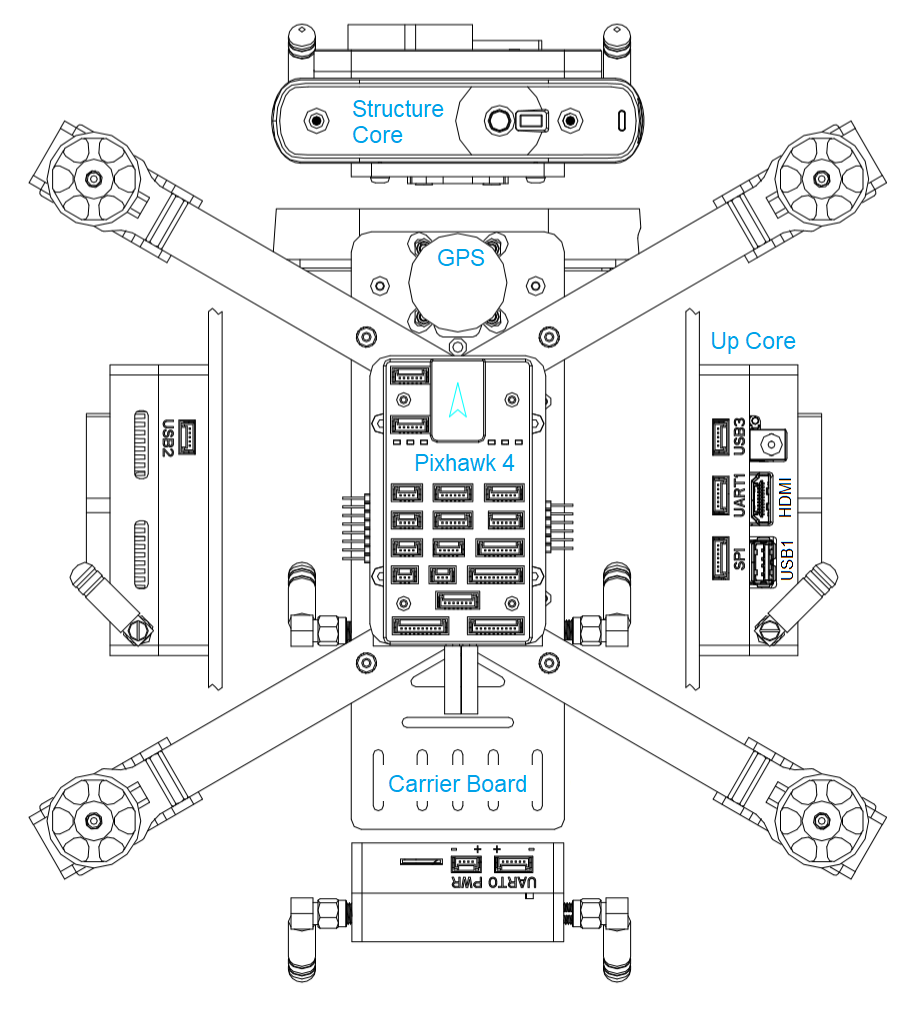 Structure
Core
GPS
Up Core
USB2
Pixhawk 4
USB3
UART1
HDMI
SPI
USB1
Carrier Board
- + + -
UART0 PWR